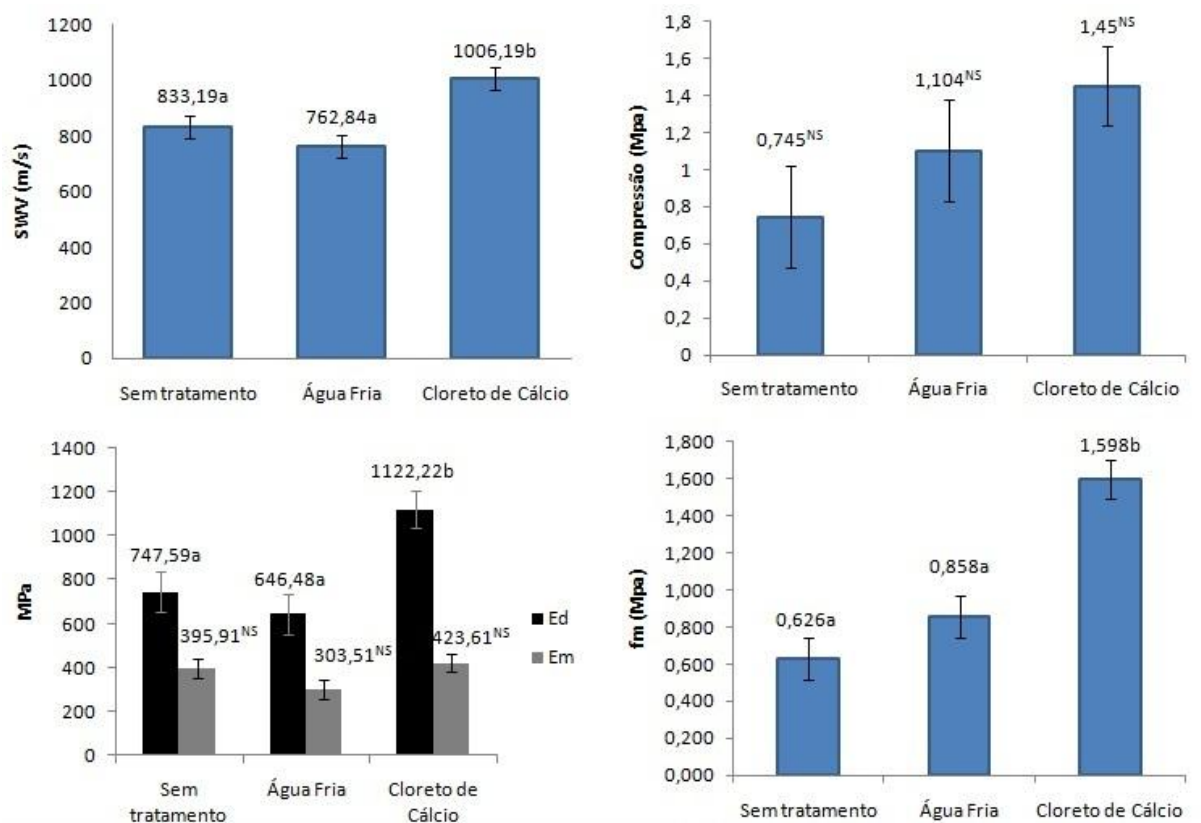 SWV (m/s)
1200
1000
800
600
400
200
0
833,19a
762,84a
1006,19b
Sem tratamento
Água Fria
Cloreto de Cálcio
Compressão (Mpa)
1,8
1,6
1,4
1,2
1
0,8
0,6
0,4
0,2
0
0,745NS
1,104NS
1,45NS
Sem tratamento
Água Fria
Cloreto de Cálcio
MPa
1400
1200
1000
800
600
400
200
0
747,59a
395,91NS
646,48a
303,51NS
1122,22b
423,61NS
Sem
tratamento
Água Fria
Cloreto de
Cálcio
Ed
Em
fm (Mpa)
1,800
1,600
1,400
1,200
1,000
0,800
0,600
0,400
0,200
0,000
0,626a
0,858a
1,598b
Sem tratamento
Água Fria
Cloreto de Cálcio